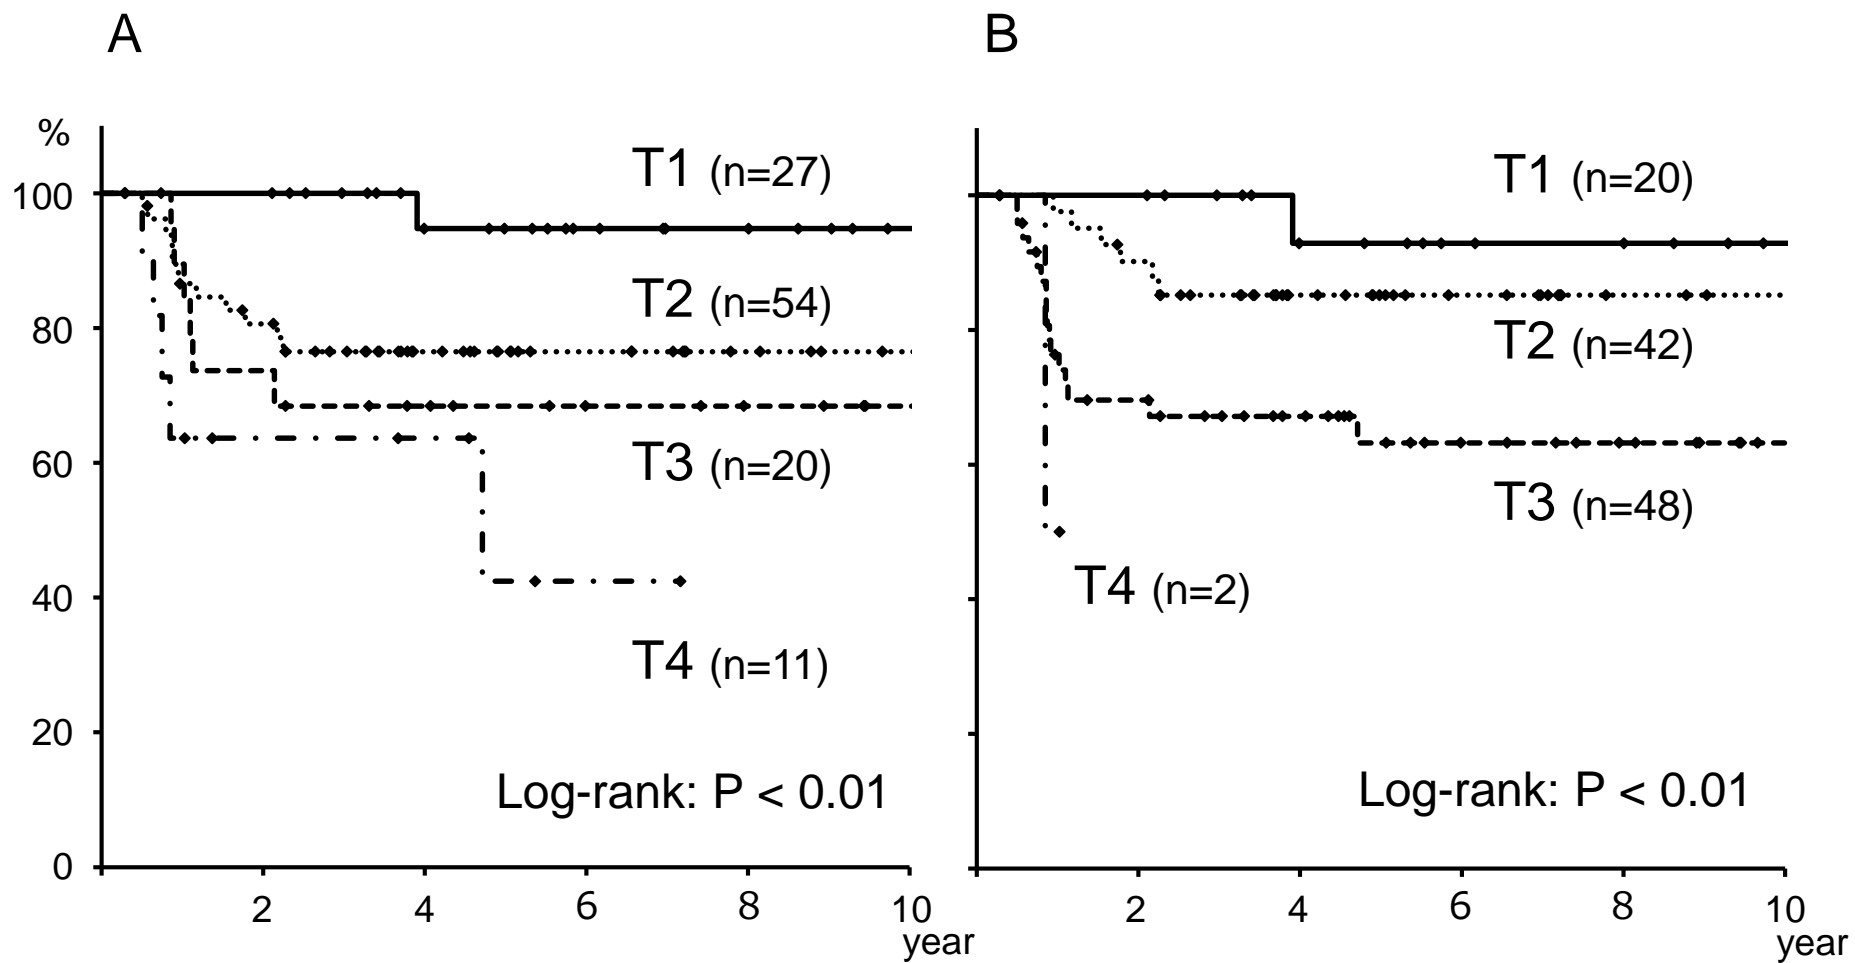 A
%
100
80
60
40
20
0
T1 (n=27)
T2 (n=54)
T3 (n=20)
T4 (n=11)
Log-rank: P < 0.01
2 4 6 8 10
year
B
T1 (n=20)
T2 (n=42)
T3 (n=48)
T4 (n=2)
Log-rank: P < 0.01
2 4 6 8 10
year